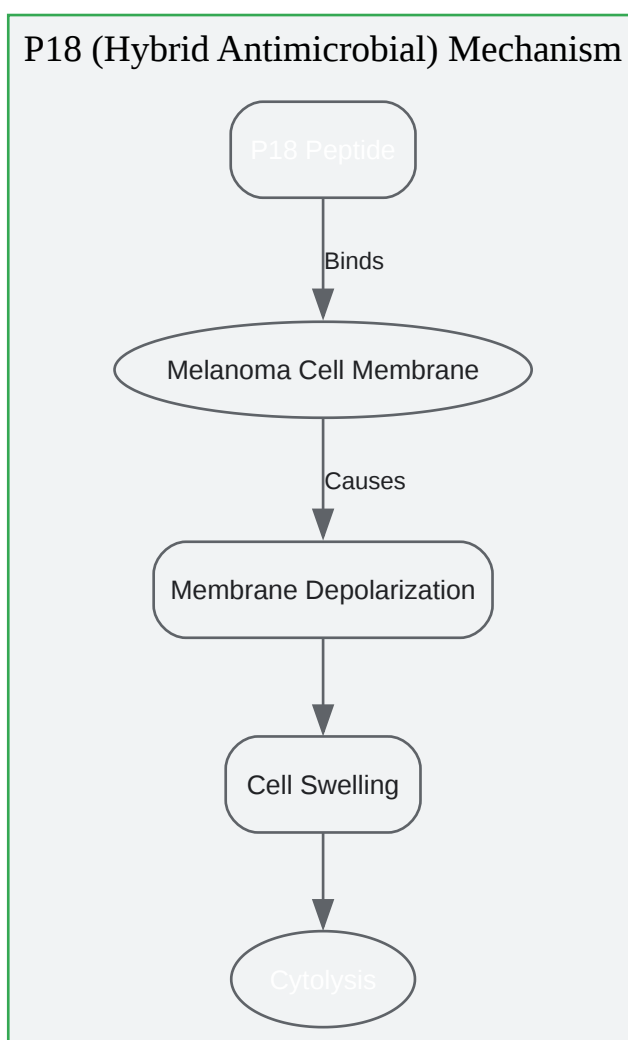 P18 (Hybrid Antimicrobial) Mechanism
P18 Peptide
Binds
Melanoma Cell Membrane
Causes
Membrane Depolarization
Cell Swelling
Cytolysis